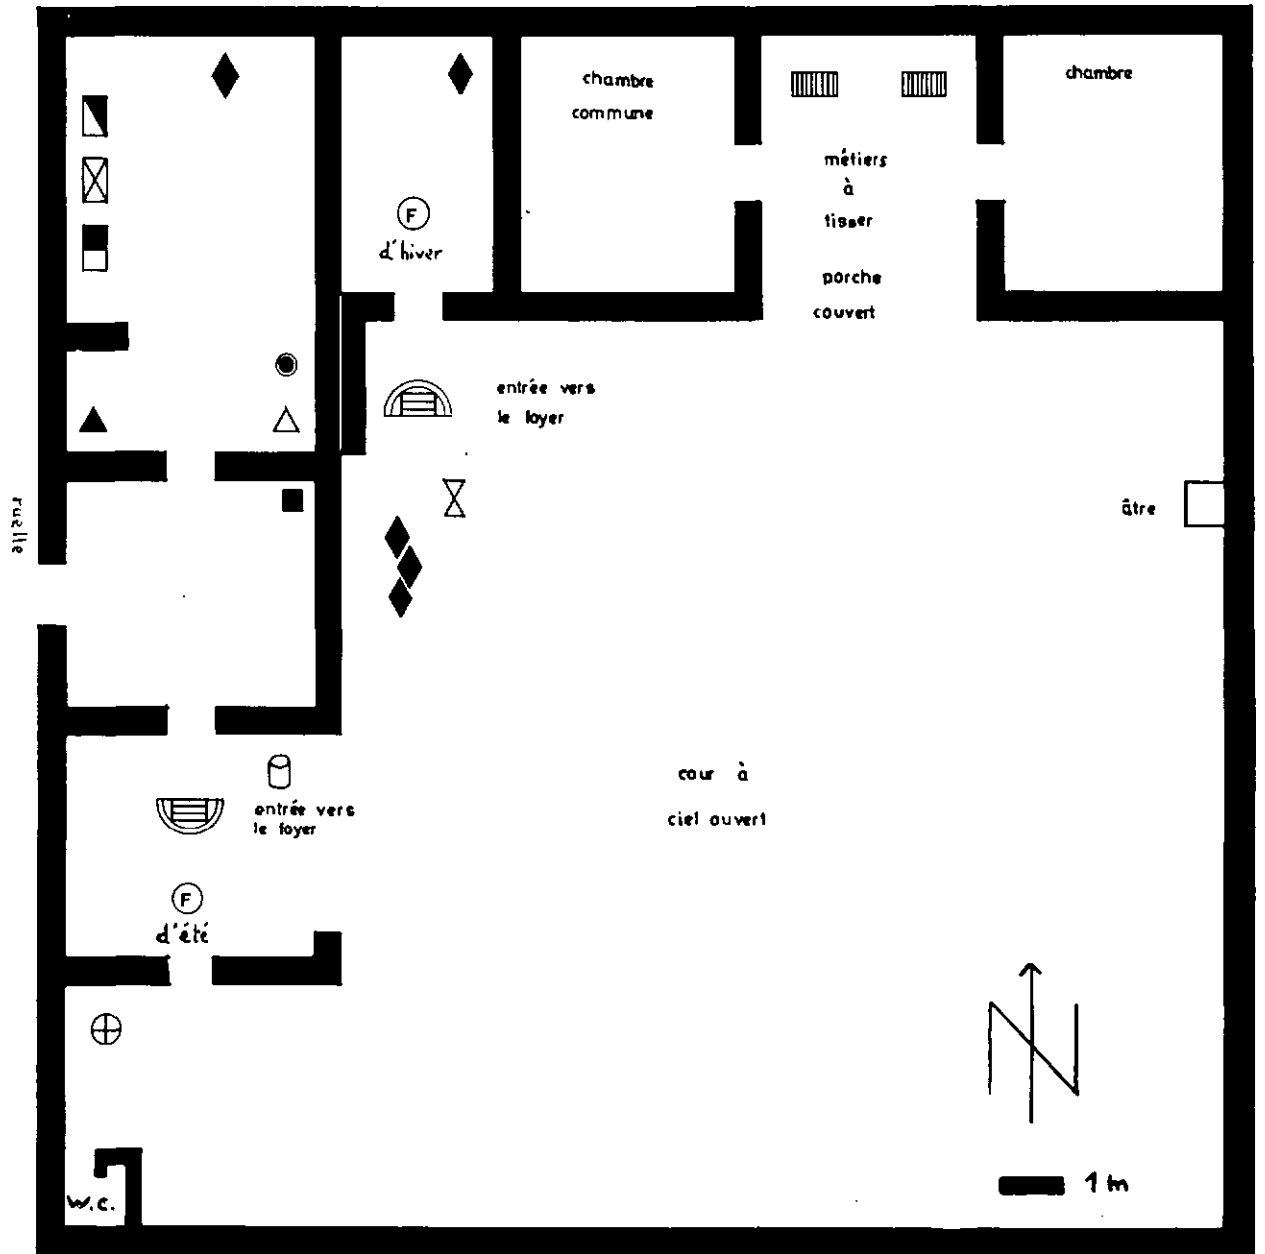 chambre
commune
chambre
métiers
à
tisser
porche
couvert
F
d'hiver
entrée vers
le foyer
ruelle
âtre
cour à
ciel ouvert
entrée vers
le foyer
F
d'été
N
W.C.
1 m